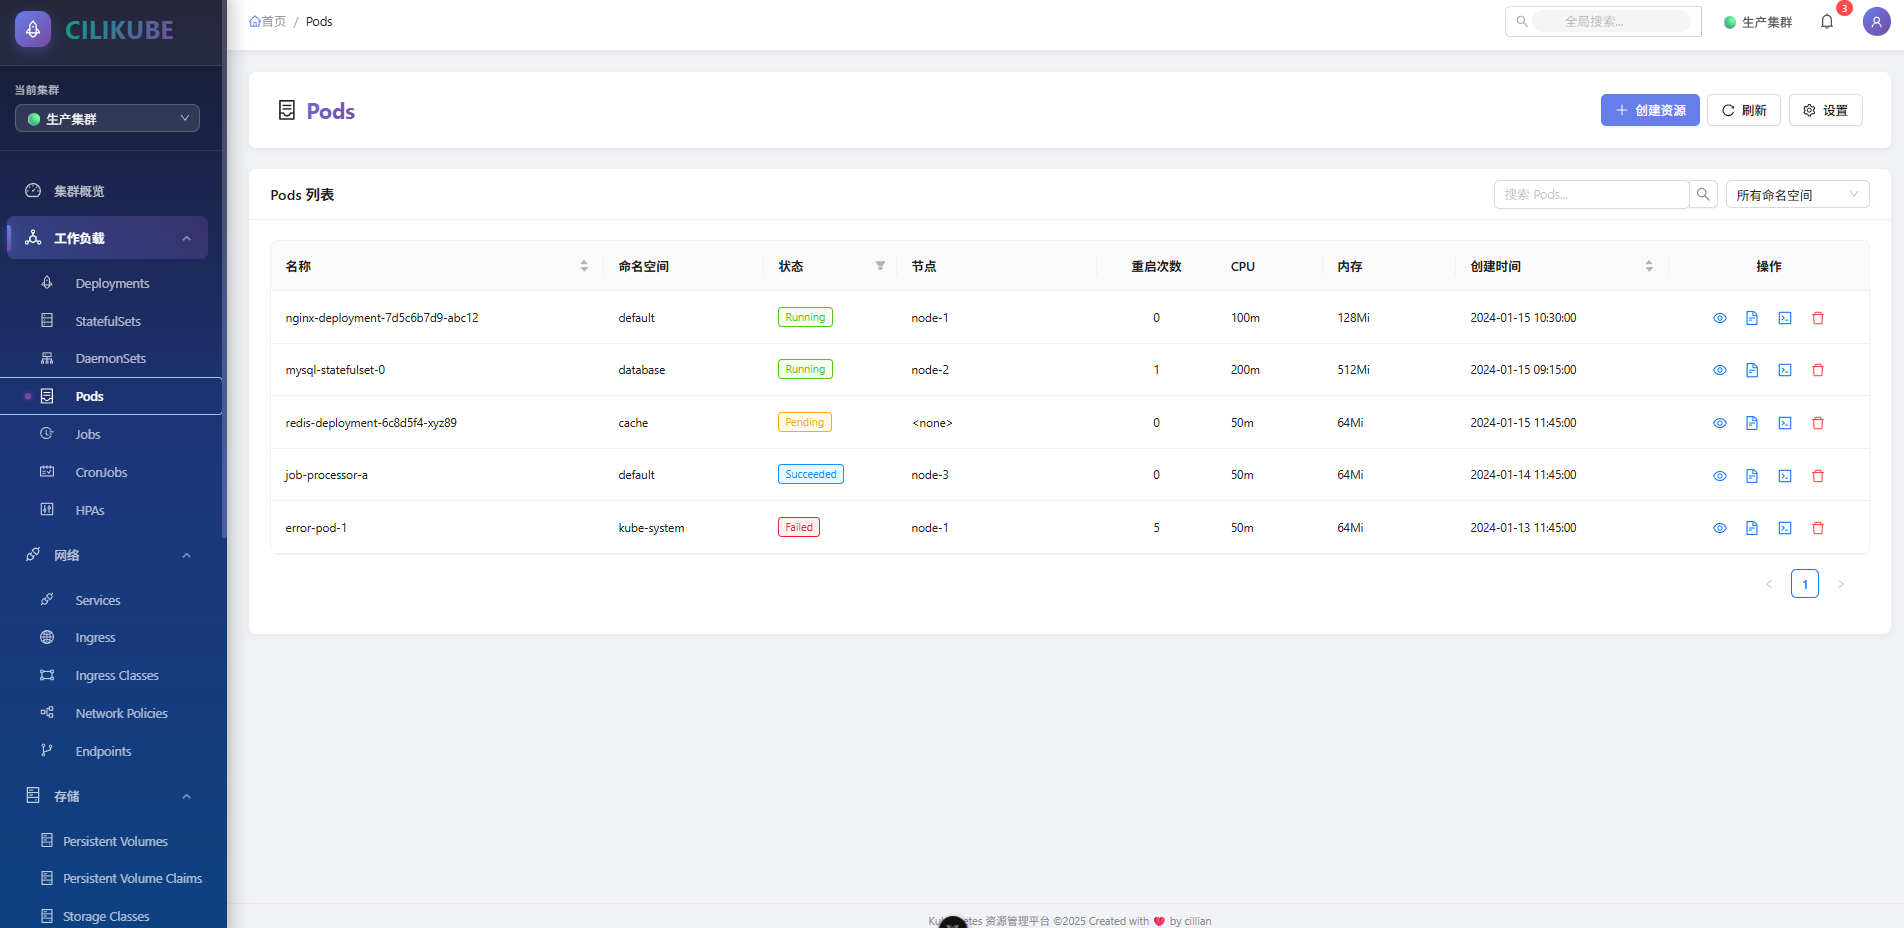 CILIKUBE
首页 / Pods
全局搜索...
生产集群
3
当前集群
生产集群
集群概览
工作负载
Deployments
StatefulSets
DaemonSets
Pods
Jobs
CronJobs
HPAs
网络
Services
Ingress
Ingress Classes
Network Policies
Endpoints
存储
Persistent Volumes
Persistent Volume Claims
Storage Classes
Pods
创建资源
刷新
设置
Pods 列表
搜索 Pods...
所有命名空间
名称 命名空间 状态 节点 重启次数 CPU 内存 创建时间 操作
nginx-deployment-7d5c6b7d9-abc12 default Running node-1 0 100m 128Mi 2024-01-15 10:30:00
mysql-statefulset-0 database Running node-2 1 200m 512Mi 2024-01-15 09:15:00
redis-deployment-6c8d5f4-xyz89 cache Pending <none> 0 50m 64Mi 2024-01-15 11:45:00
job-processor-a default Succeeded node-3 0 50m 64Mi 2024-01-14 11:45:00
error-pod-1 kube-system Failed node-1 5 50m 64Mi 2024-01-13 11:45:00
1
资源管理平台 ©2025 Created with ❤ by cillian